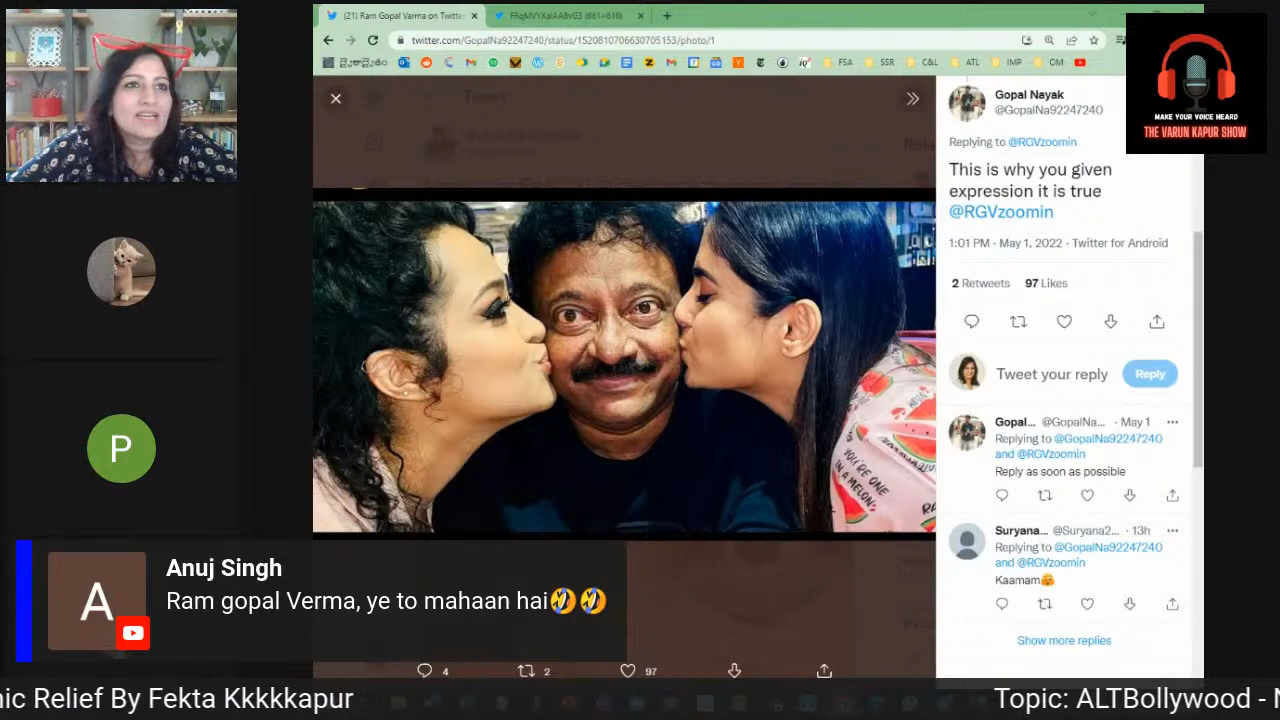 (21) Ram Gopal Varma on Twitte
FRqMVYXaIAABvG3 (661×816)
twitter.com/GopalNa92247240/status/1520810706630705153/photo/1
FSA
SSR
C&L
ATL
IMP
OM
MAKE YOUR VOICE HEARD
THE VARUN KAPUR SHOW
Gopal Nayak
@GopalNa92247240
Replying to @RGVzoomin
This is why you given
expression it is true
@RGVzoomin
1:01 PM · May 1, 2022 · Twitter for Android
2 Retweets 97 Likes
Tweet your reply
Reply
Gopal... @GopalNa... · May 1
Replying to @GopalNa92247240
and @RGVzoomin
Reply as soon as possible
Suryana... @Suryana2... · 13h
Replying to @GopalNa92247240
and @RGVzoomin
Kaamam🤗
Show more replies
YOU'RE ONE
IN A MELON
P
A
Anuj Singh
Ram gopal Verma, ye to mahaan hai🤣🤣
4
2
97
nic Relief By Fekta Kkkkkapur
Topic: ALTBollywood - N